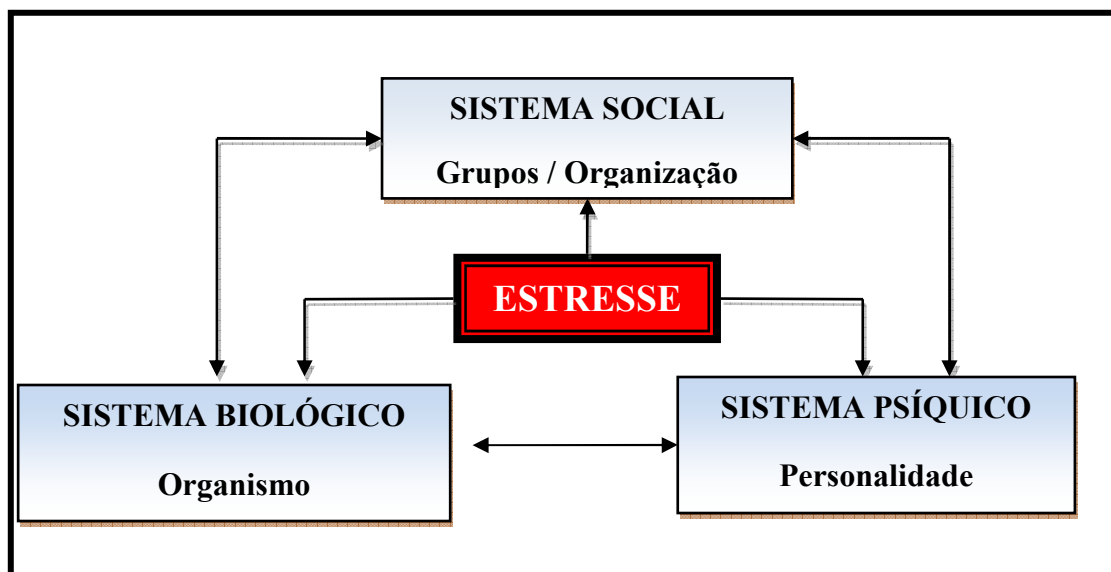 SISTEMA SOCIAL
Grupos / Organização
ESTRESSE
SISTEMA BIOLÓGICO
Organismo
SISTEMA PSÍQUICO
Personalidade